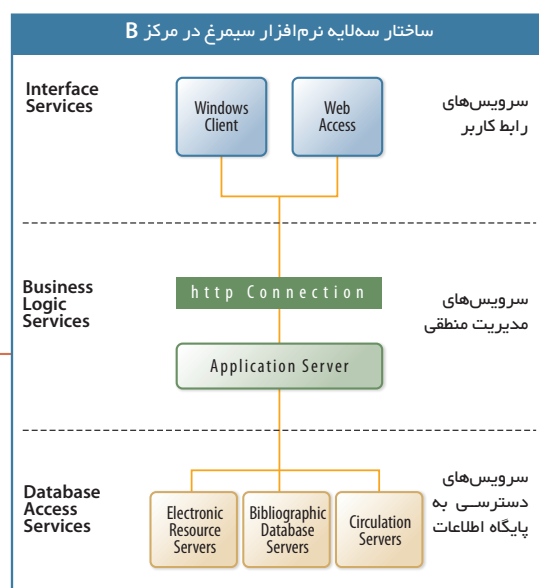 ساختار سه‌لایه نرم‌افزار سیمرغ در مرکز B
Interface
Services
Windows
Client
Web
Access
سرویس‌های
رابط کاربر
Business
Logic
Services
http Connection
Application Server
سرویس‌های
مدیریت منطقی
Database
Access
Services
Electronic
Resource
Servers
Bibliographic
Database
Servers
Circulation
Servers
سرویس‌های
دسترسی به
پایگاه اطلاعات